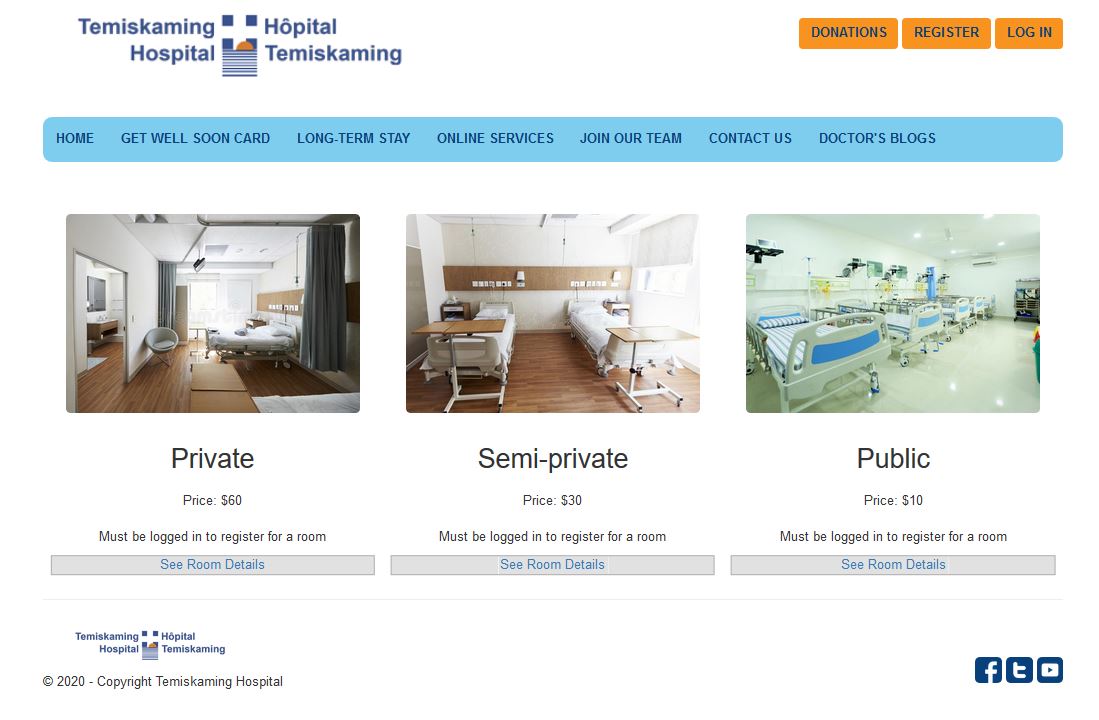 Temiskaming Hôpital
Hospital Temiskaming
DONATIONS REGISTER LOG IN
HOME GET WELL SOON CARD LONG-TERM STAY ONLINE SERVICES JOIN OUR TEAM CONTACT US DOCTOR'S BLOGS
Private Semi-private Public
Price: $60 Price: $30 Price: $10
Must be logged in to register for a room Must be logged in to register for a room Must be logged in to register for a room
See Room Details See Room Details See Room Details
Temiskaming Hôpital
Hospital Temiskaming
© 2020 - Copyright Temiskaming Hospital